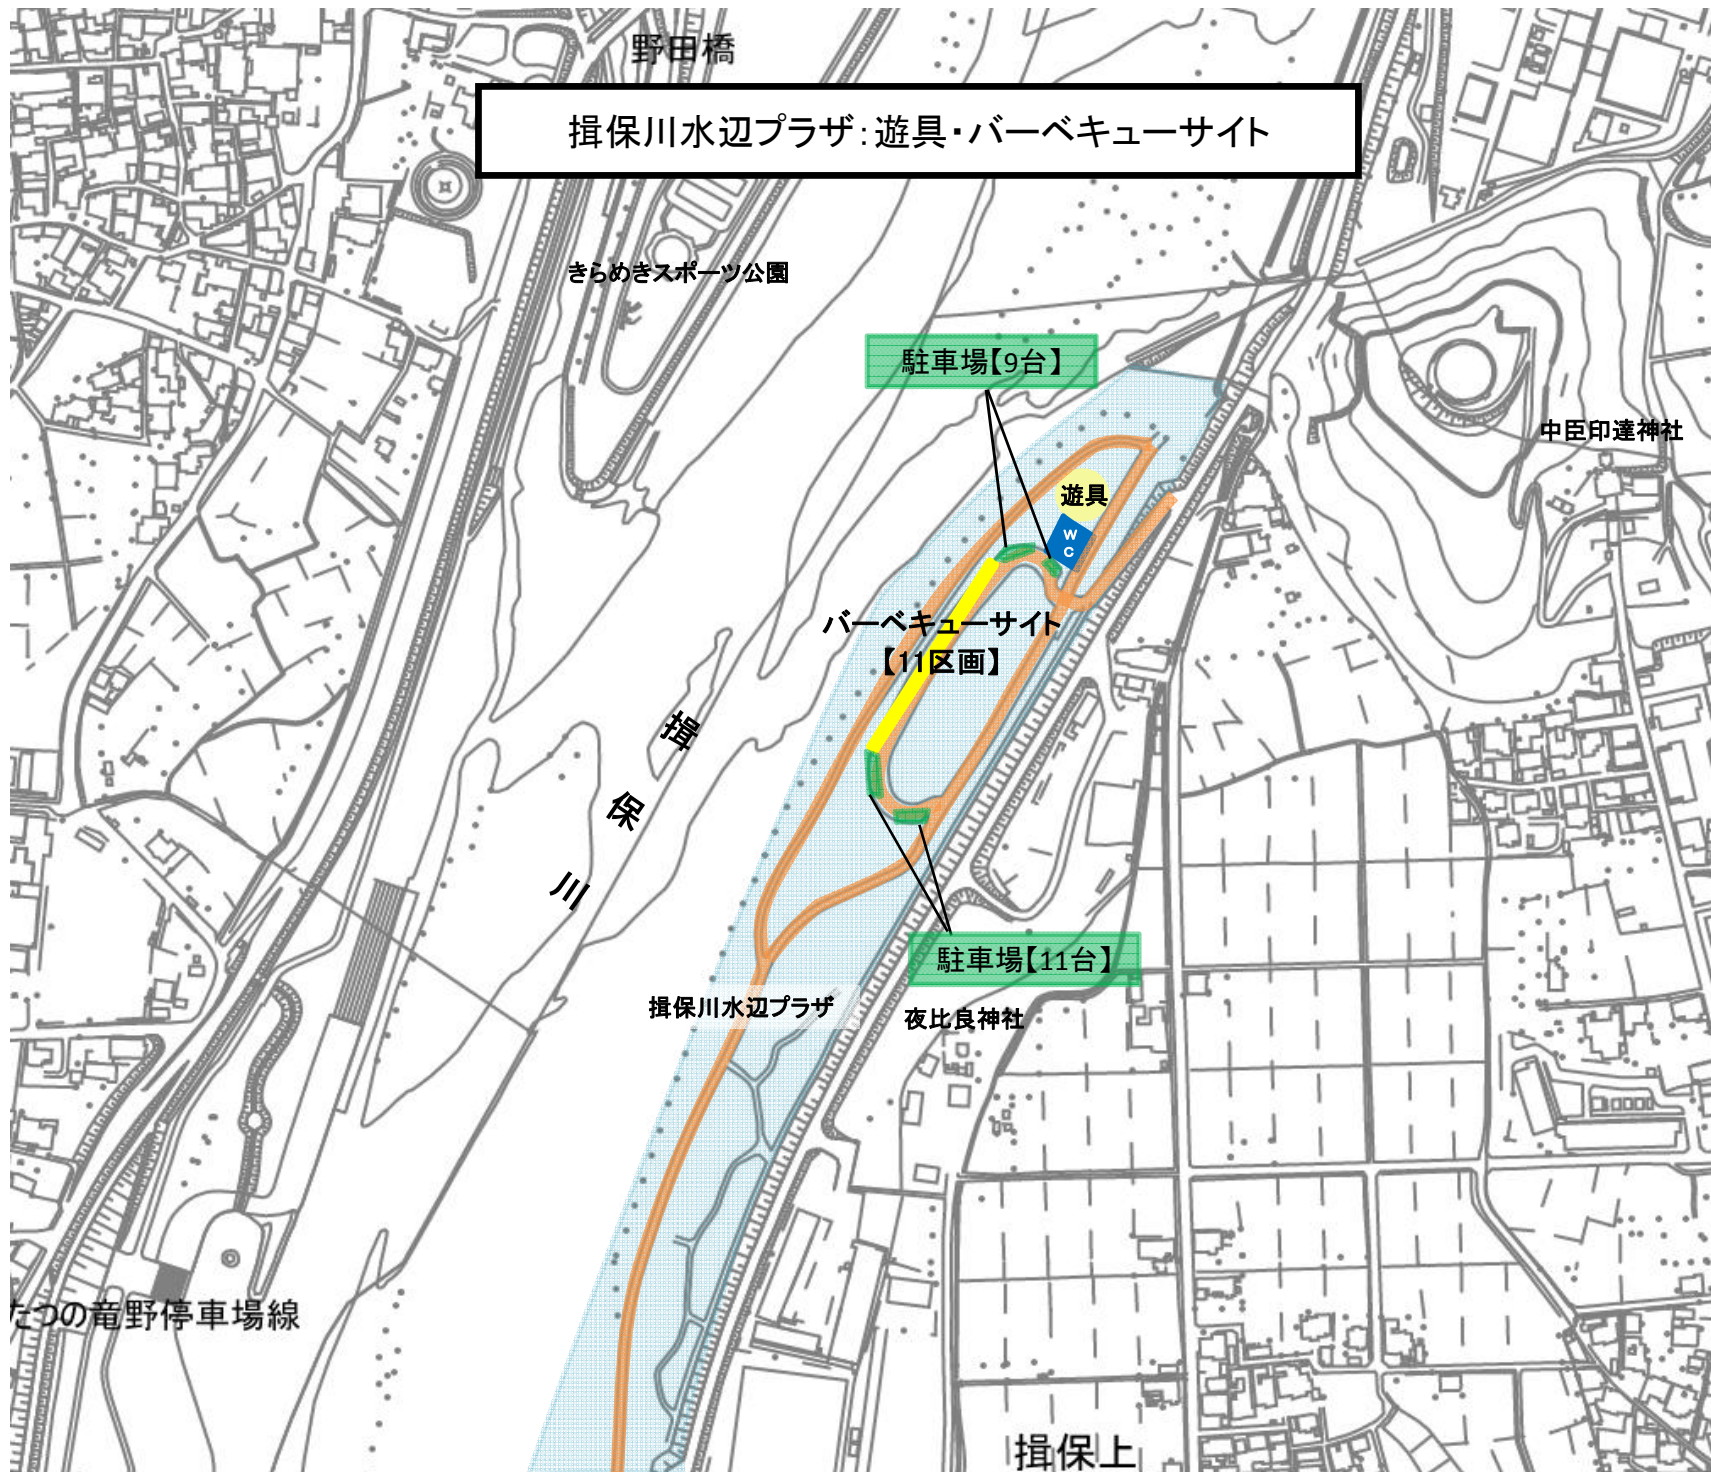 野田橋
揖保川水辺プラザ：遊具・バーベキューサイト
きらめきスポーツ公園
駐車場【9台】
中臣印達神社
遊具
W
C
バーベキューサイト
【11区画】
揖
保
川
駐車場【11台】
揖保川水辺プラザ
夜比良神社
たつの竜野停車場線
揖保上